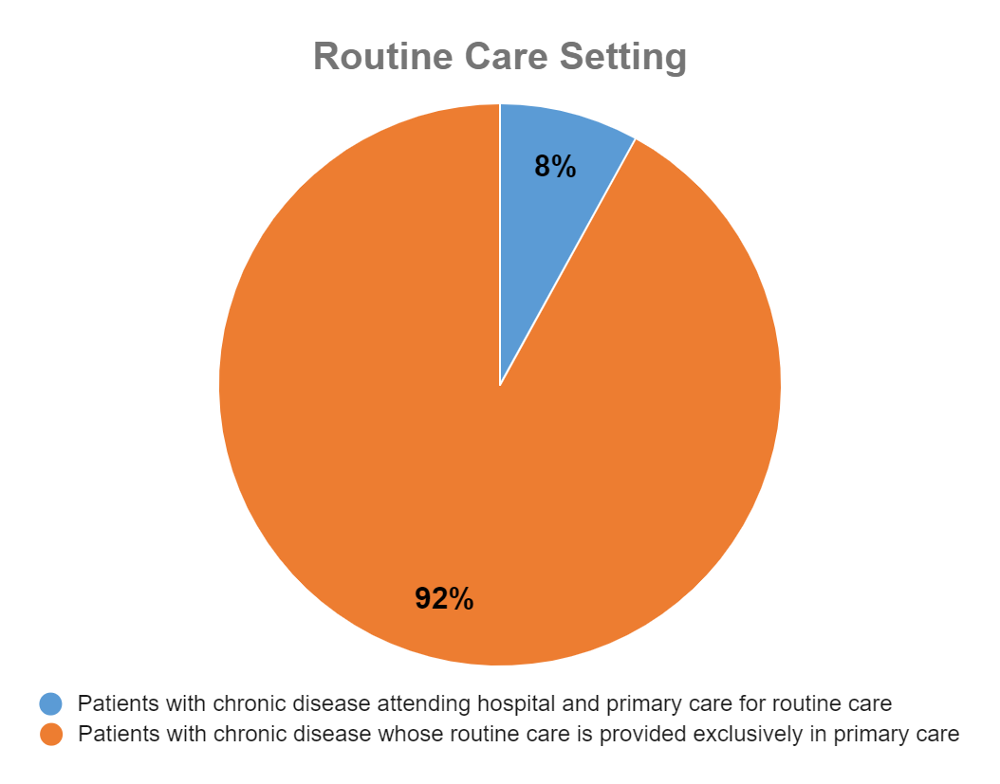 Routine Care Setting
8%
92%
Patients with chronic disease attending hospital and primary care for routine care
Patients with chronic disease whose routine care is provided exclusively in primary care